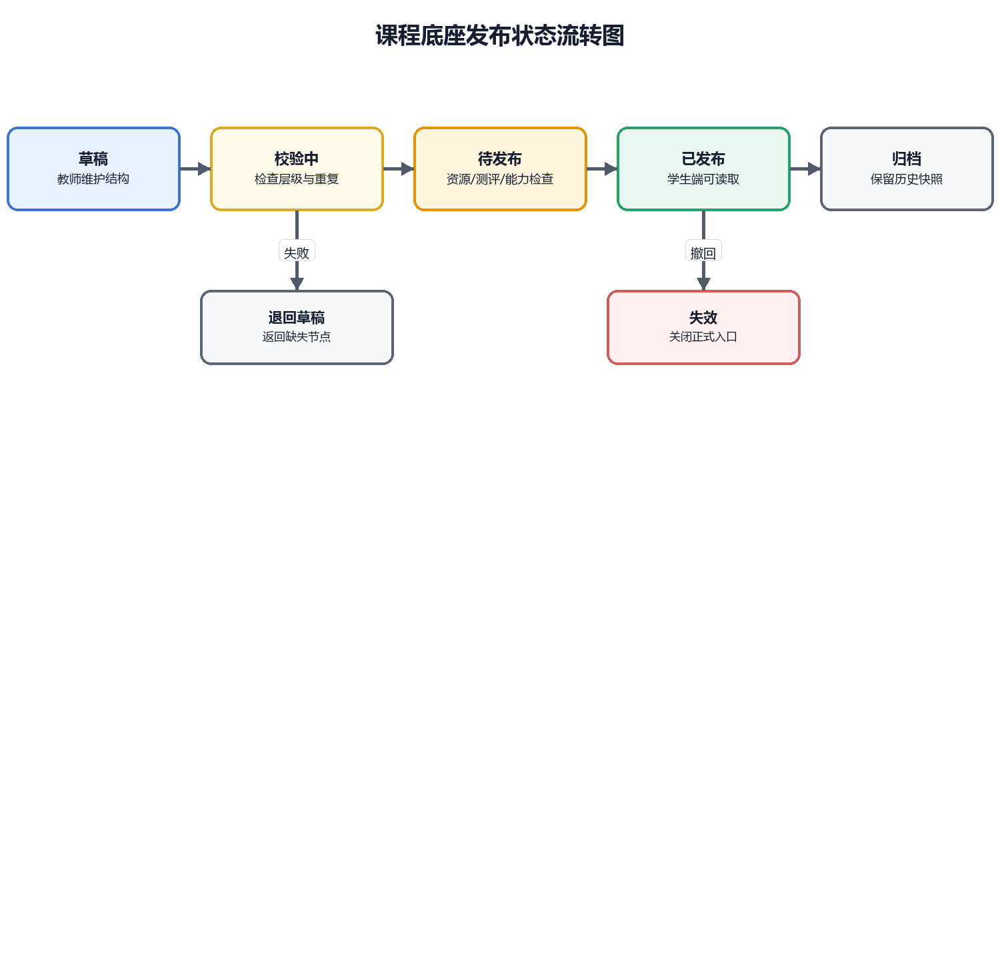 课程底座发布状态流转图
草稿
教师维护结构
校验中
检查层级与重复
待发布
资源/测评/能力检查
已发布
学生端可读取
归档
保留历史快照
失败
撤回
退回草稿
返回缺失节点
失效
关闭正式入口